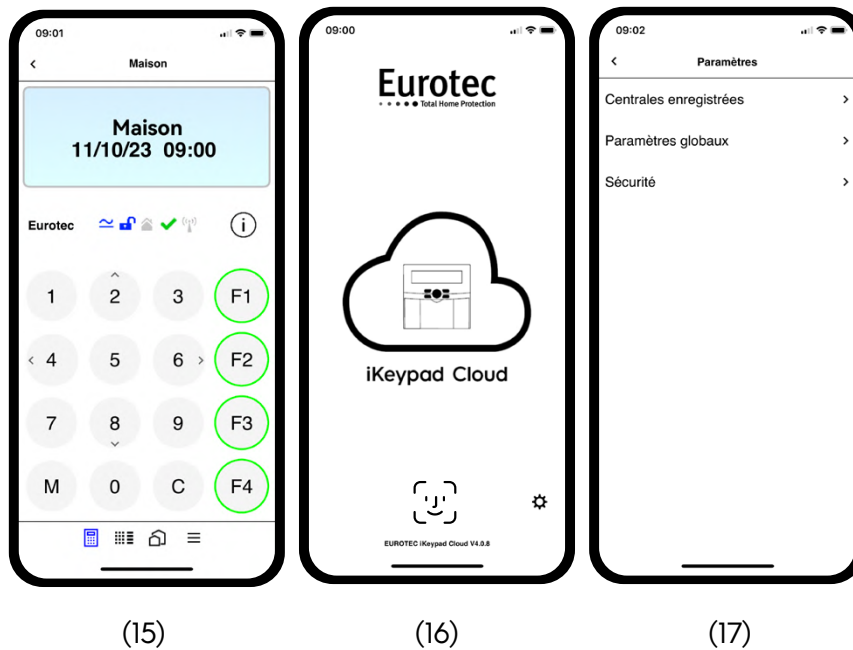 09:01
Maison
Maison
11/10/23 09:00
Eurotec
i
1 2 3 F1
4 5 6 F2
7 8 9 F3
M 0 C F4
(15)
09:00
Eurotec
Total Home Protection
iKeypad Cloud
EUROTEC iKeypad Cloud V4.0.8
(16)
09:02
Paramètres
Centrales enregistrées
Paramètres globaux
Sécurité
(17)